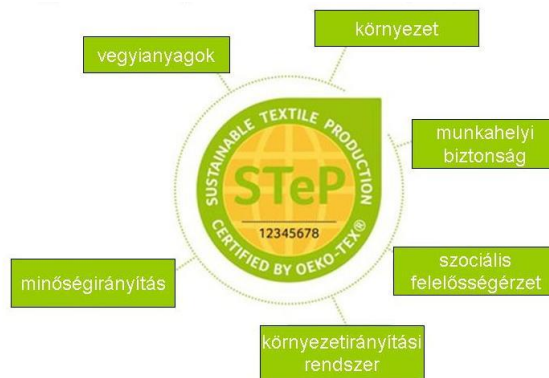 környezet
vegyianyagok
munkahelyi
biztonság
SUSTAINABLE TEXTILE PRODUCTION
STeP
12345678
CERTIFIED BY OEKO-TEX®
szociális
felelősségérzet
minőségirányítás
környezetirányítási
rendszer